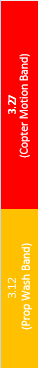 3.27
(Copter Motion Band)
3.12
(Prop Wash Band)